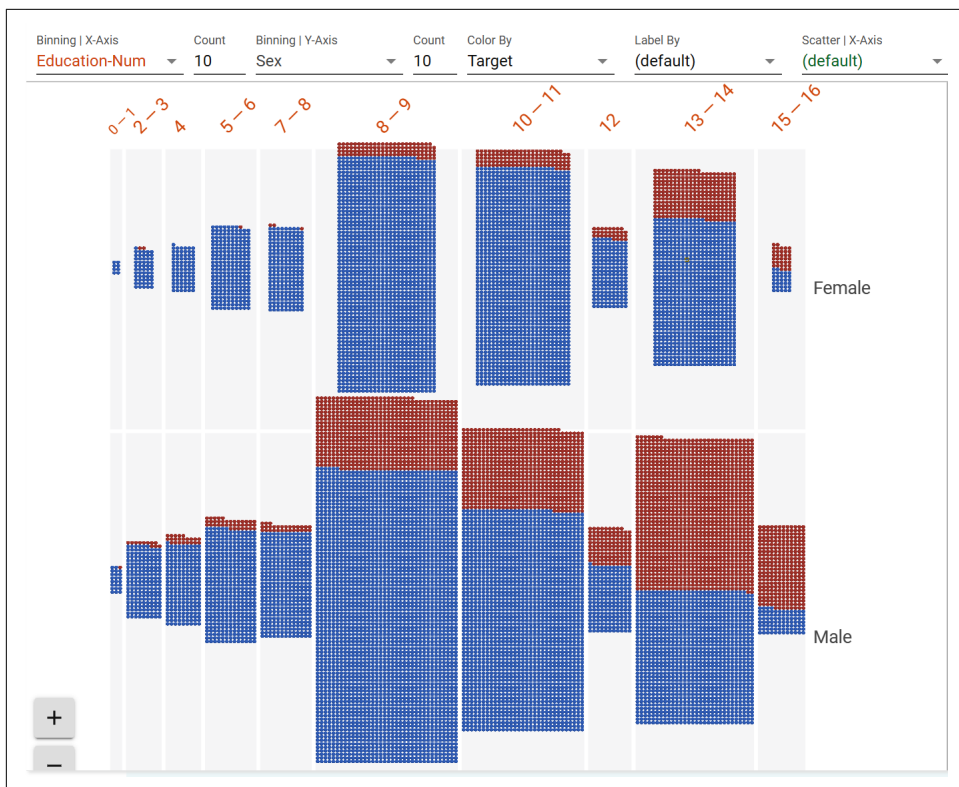 Binning | X-Axis Count Binning | Y-Axis Count Color By Label By Scatter | X-Axis
Education-Num 10 Sex 10 Target (default) (default)
0 – 1 2 – 3 4 5 – 6 7 – 8 8 – 9 10 – 11 12 13 – 14 15 – 16
Female
Male
+
–